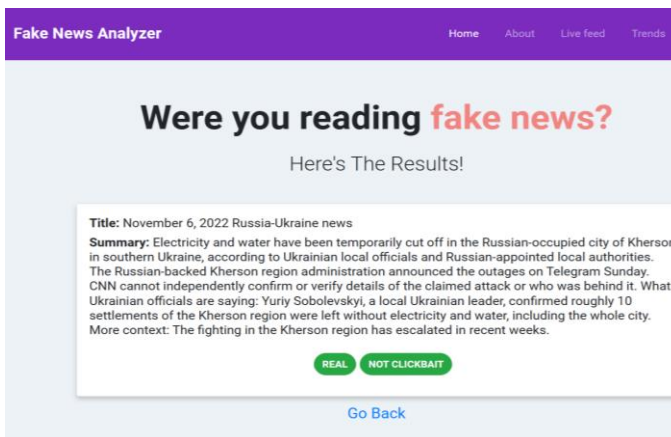 Fake News Analyzer
Home About Live feed Trends
Were you reading fake news?
Here's The Results!
Title: November 6, 2022 Russia-Ukraine news
Summary: Electricity and water have been temporarily cut off in the Russian-occupied city of Kherson
in southern Ukraine, according to Ukrainian local officials and Russian-appointed local authorities.
The Russian-backed Kherson region administration announced the outages on Telegram Sunday.
CNN cannot independently confirm or verify details of the claimed attack or who was behind it. What
Ukrainian officials are saying: Yuriy Sobolevskyi, a local Ukrainian leader, confirmed roughly 10
settlements of the Kherson region were left without electricity and water, including the whole city.
More context: The fighting in the Kherson region has escalated in recent weeks.
REAL NOT CLICKBAIT
Go Back